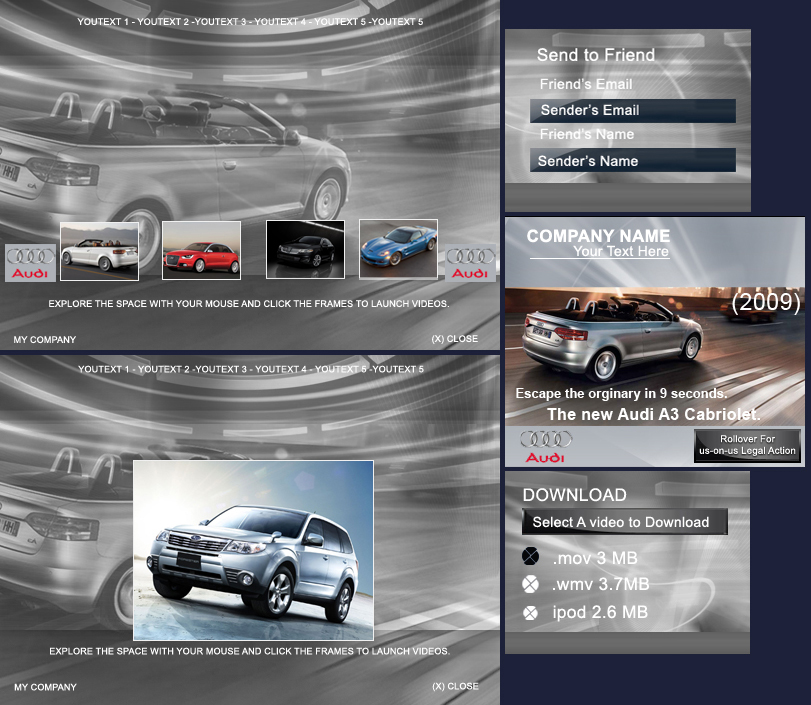 YOUTEXT 1 - YOUTEXT 2 -YOUTEXT 3 - YOUTEXT 4 - YOUTEXT 5 -YOUTEXT 5
Audi
Audi
EXPLORE THE SPACE WITH YOUR MOUSE AND CLICK THE FRAMES TO LAUNCH VIDEOS.
MY COMPANY
(X) CLOSE
YOUTEXT 1 - YOUTEXT 2 -YOUTEXT 3 - YOUTEXT 4 - YOUTEXT 5 -YOUTEXT 5
EXPLORE THE SPACE WITH YOUR MOUSE AND CLICK THE FRAMES TO LAUNCH VIDEOS.
MY COMPANY
(X) CLOSE
Send to Friend
Friend's Email
Sender's Email
Friend's Name
Sender's Name
COMPANY NAME
Your Text Here
(2009)
Escape the orginary in 9 seconds.
The new Audi A3 Cabriolet.
Audi
Rollover For
us-on-us Legal Action
DOWNLOAD
Select A video to Download
.mov 3 MB
.wmv 3.7MB
ipod 2.6 MB